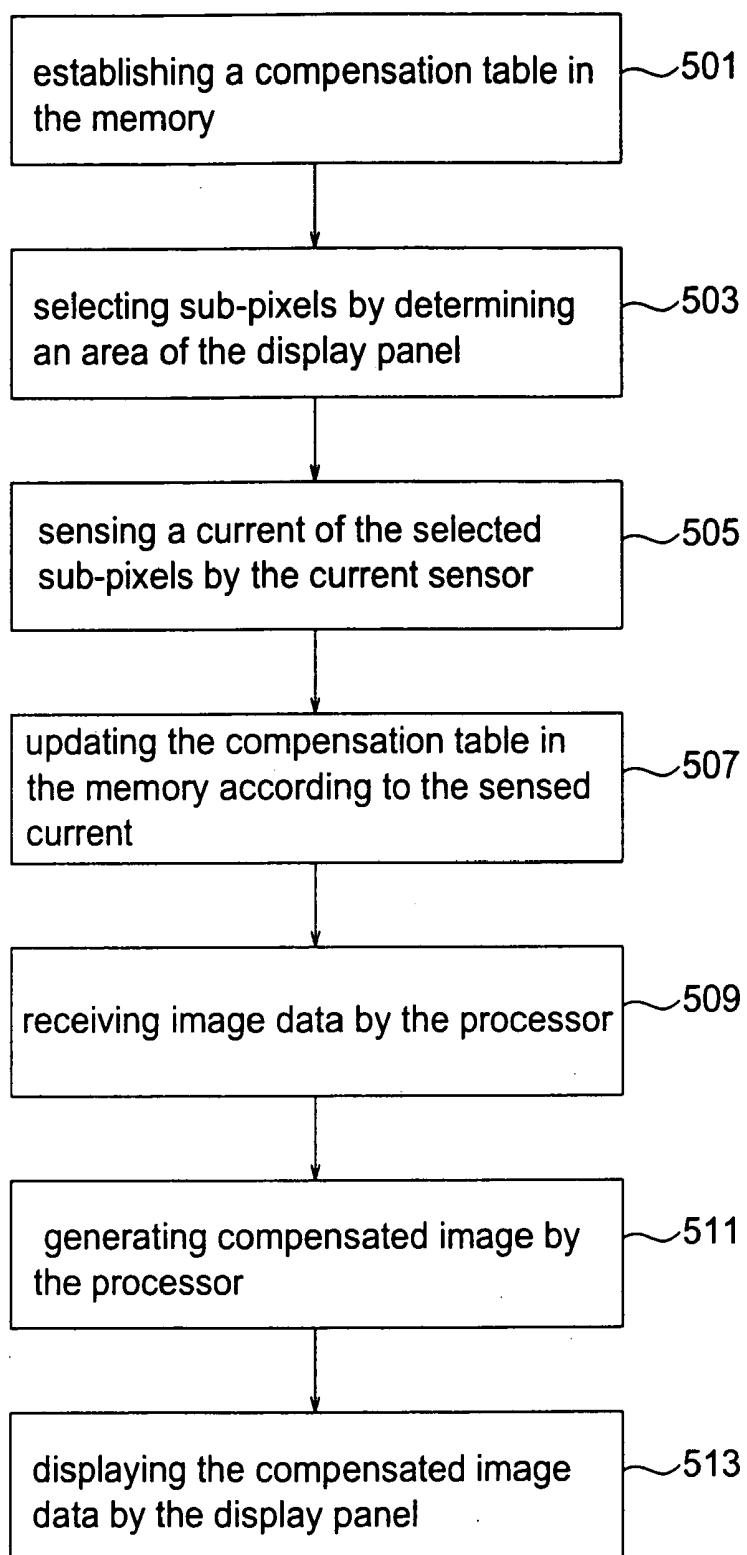 establishing a compensation table in
the memory
501
selecting sub-pixels by determining
an area of the display panel
503
sensing a current of the selected
sub-pixels by the current sensor
505
updating the compensation table in
the memory according to the sensed
current
507
receiving image data by the processor
509
generating compensated image by
the processor
511
displaying the compensated image
data by the display panel
513